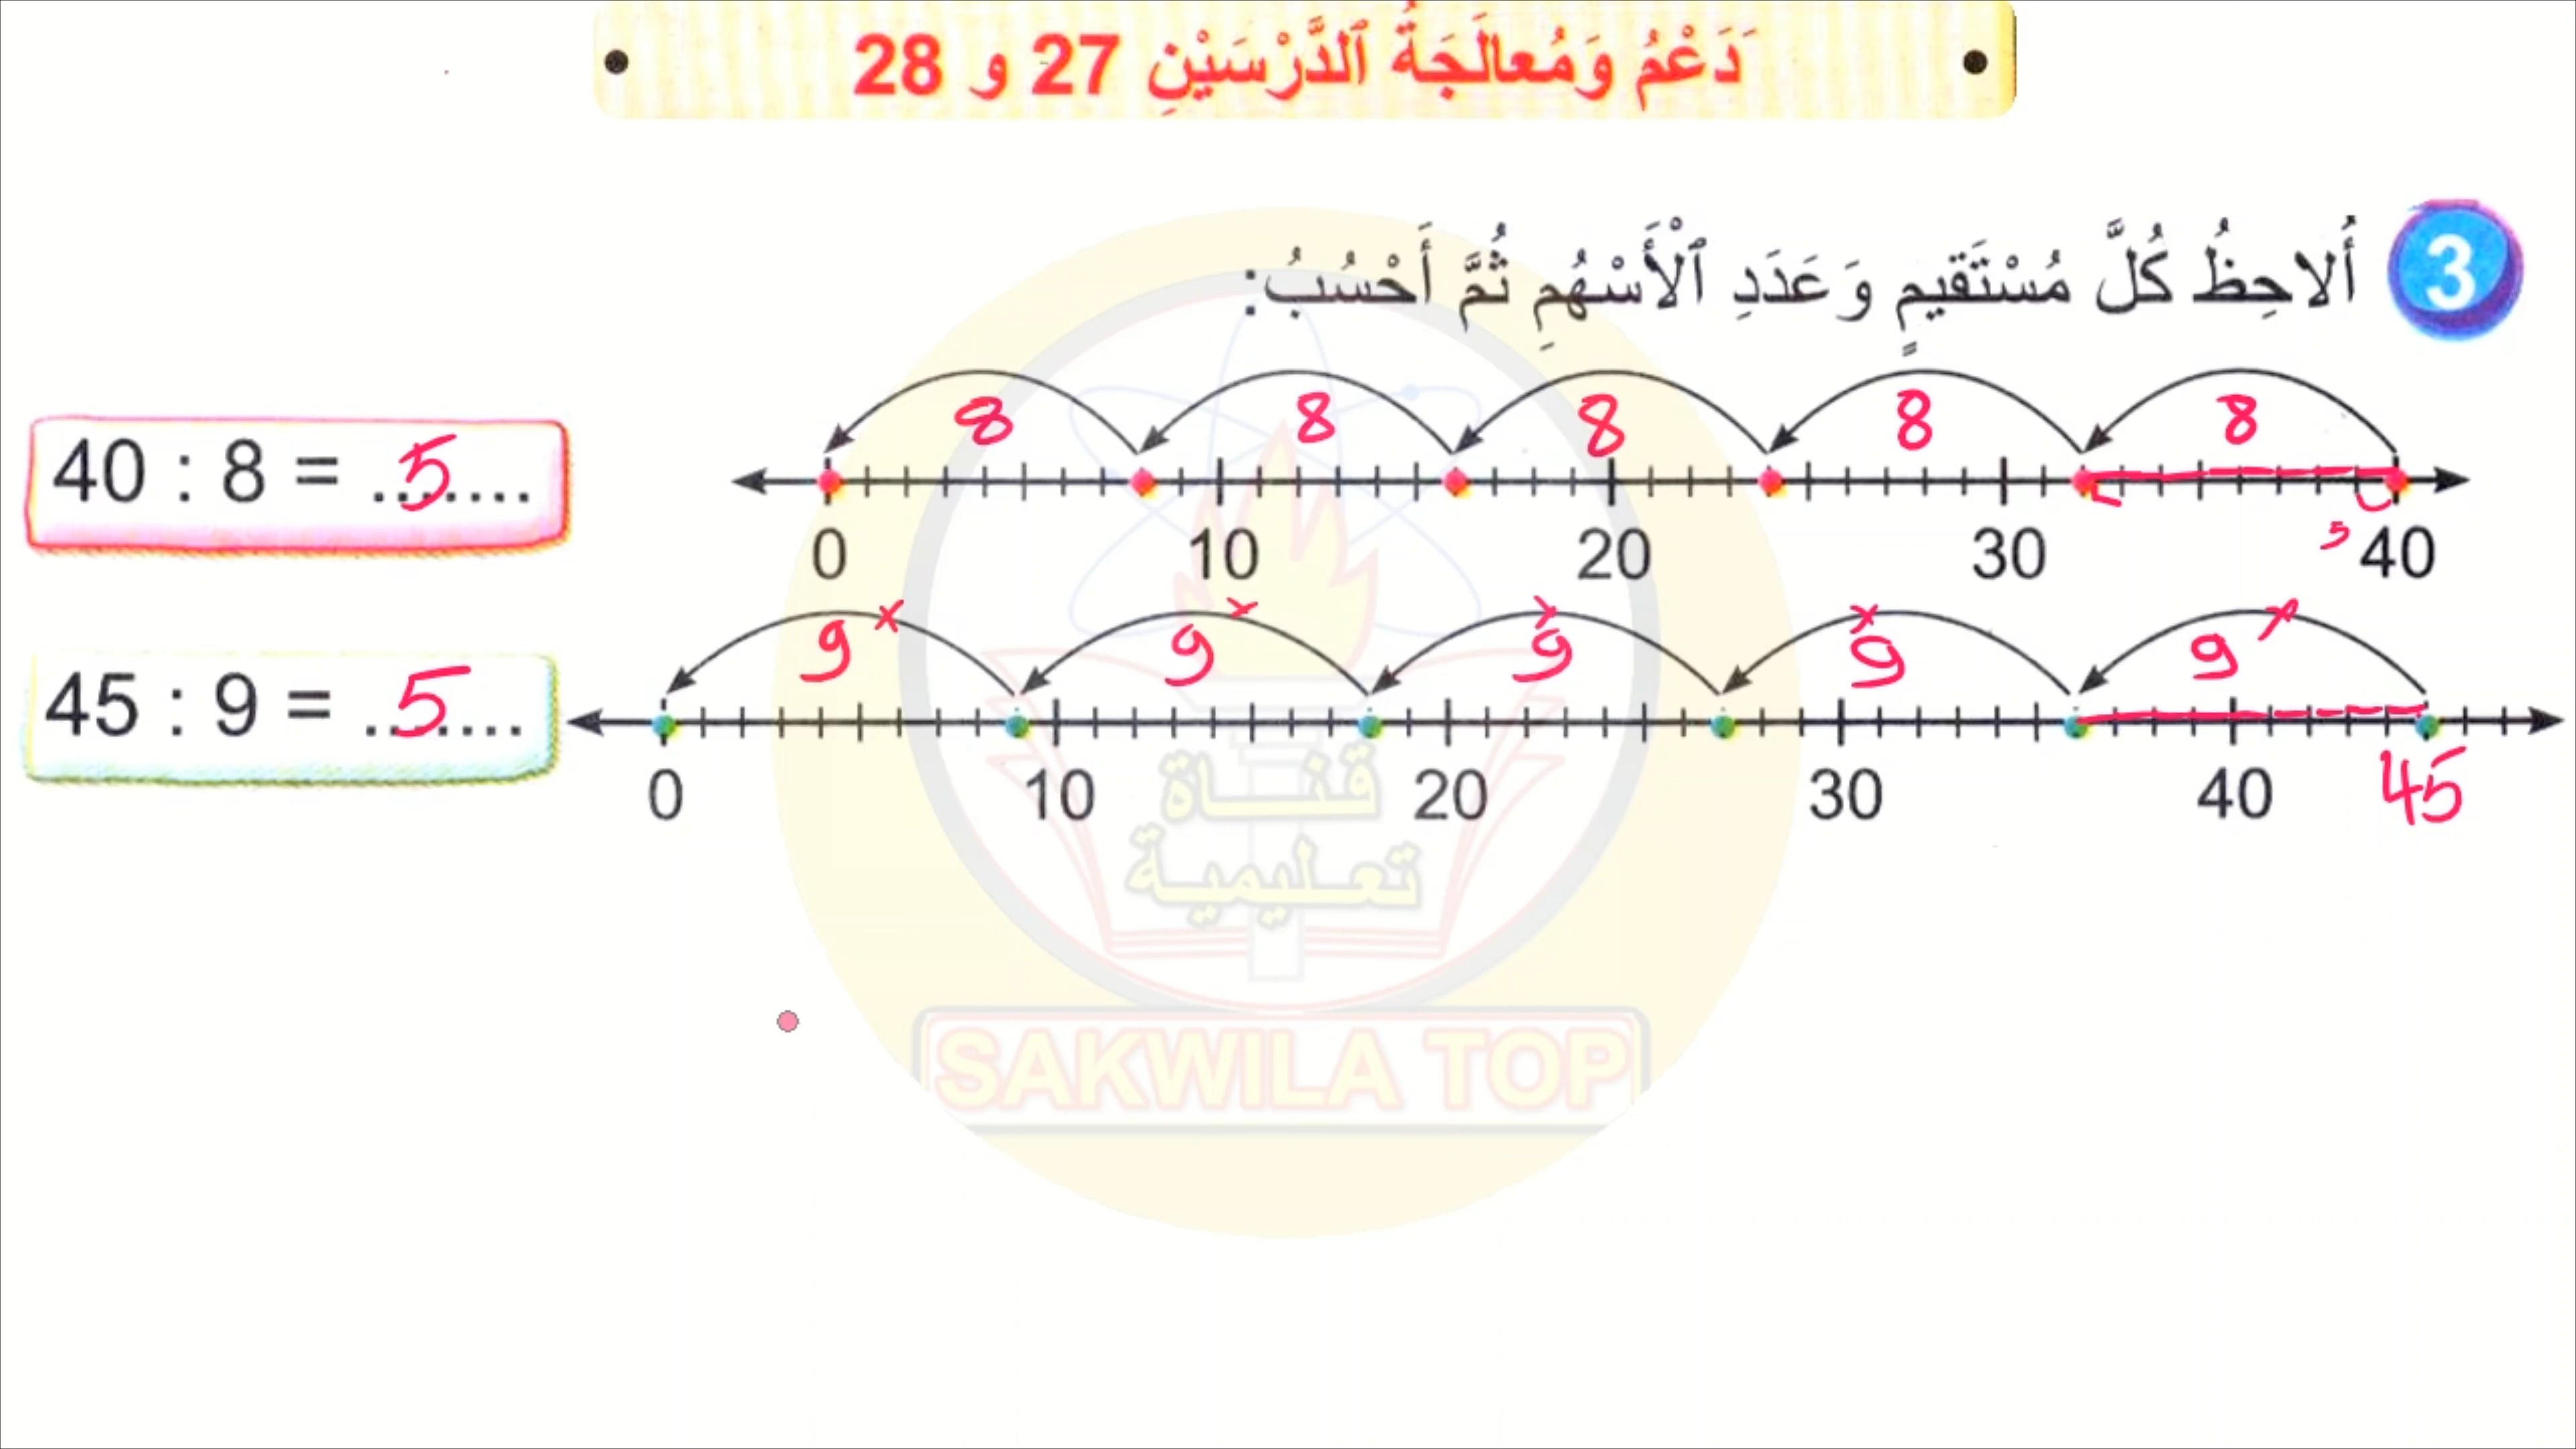 دَعْمُ وَمُعالَجَةُ ٱلدَّرْسَيْنِ 27 و 28
3 أُلاحِظُ كُلَّ مُسْتَقيمٍ وَعَدَدِ ٱلْأَسْهُمِ ثُمَّ أَحْسُبُ:
8 8 8 8 8
40 : 8 = 5.......
0 10 20 30 5 40
9 9 9 9 9
45 : 9 = 5.......
0 10 20 30 40 45
قناة
تعليمية
SAKWILA TOP